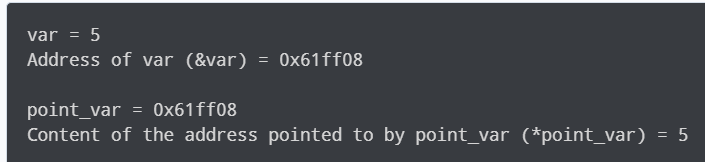 var = 5
Address of var (&var) = 0x61ff08
point_var = 0x61ff08
Content of the address pointed to by point_var (*point_var) = 5